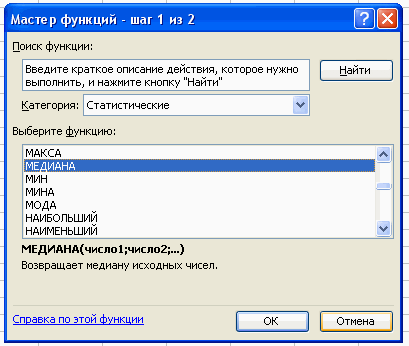 Мастер функций - шаг 1 из 2
Поиск функции:
Введите краткое описание действия, которое нужно
выполнить, и нажмите кнопку "Найти"
Найти
Категория: Статистические
Выберите функцию:
МАКСА
МЕДИАНА
МИН
МИНА
МОДА
НАИБОЛЬШИЙ
НАИМЕНЬШИЙ
МЕДИАНА(число1;число2;...)
Возвращает медиану исходных чисел.
Справка по этой функции
ОК
Отмена